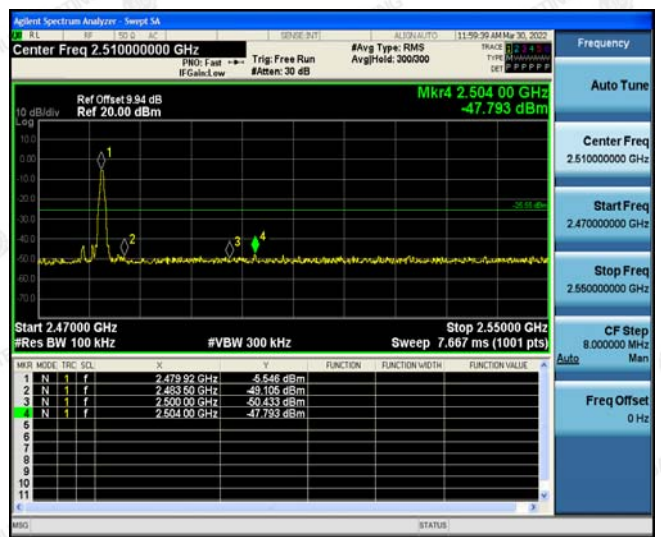 Agilent Spectrum Analyzer - Swept SA
RL RF 50 Ω AC SENSE:INT ALIGNAUTO 11:59:39 AM Mar 30, 2022
Center Freq 2.510000000 GHz #Avg Type: RMS TRACE 1 2 3 4 5 6
PNO: Fast Trig: Free Run Avg|Hold: 300/300 TYPE MWWWWW
IFGain:Low #Atten: 30 dB DET P P P P P P
Ref Offset 9.94 dB Mkr4 2.504 00 GHz
10 dB/div Ref 20.00 dBm -47.793 dBm
Log
10.0
0.00
-10.0
-20.0
-25.55 dBm
-30.0
-40.0
-50.0
-60.0
-70.0
1
2
3
4
Start 2.47000 GHz Stop 2.55000 GHz
#Res BW 100 kHz #VBW 300 kHz Sweep 7.667 ms (1001 pts)
MKR MODE TRC SCL X Y FUNCTION FUNCTION WIDTH FUNCTION VALUE
1 N 1 f 2.479 92 GHz -5.546 dBm
2 N 1 f 2.483 50 GHz -49.105 dBm
3 N 1 f 2.500 00 GHz -50.433 dBm
4 N 1 f 2.504 00 GHz -47.793 dBm
5
6
7
8
9
10
11
MSG STATUS
Frequency
Auto Tune
Center Freq
2.510000000 GHz
Start Freq
2.470000000 GHz
Stop Freq
2.550000000 GHz
CF Step
8.000000 MHz
Auto Man
Freq Offset
0 Hz